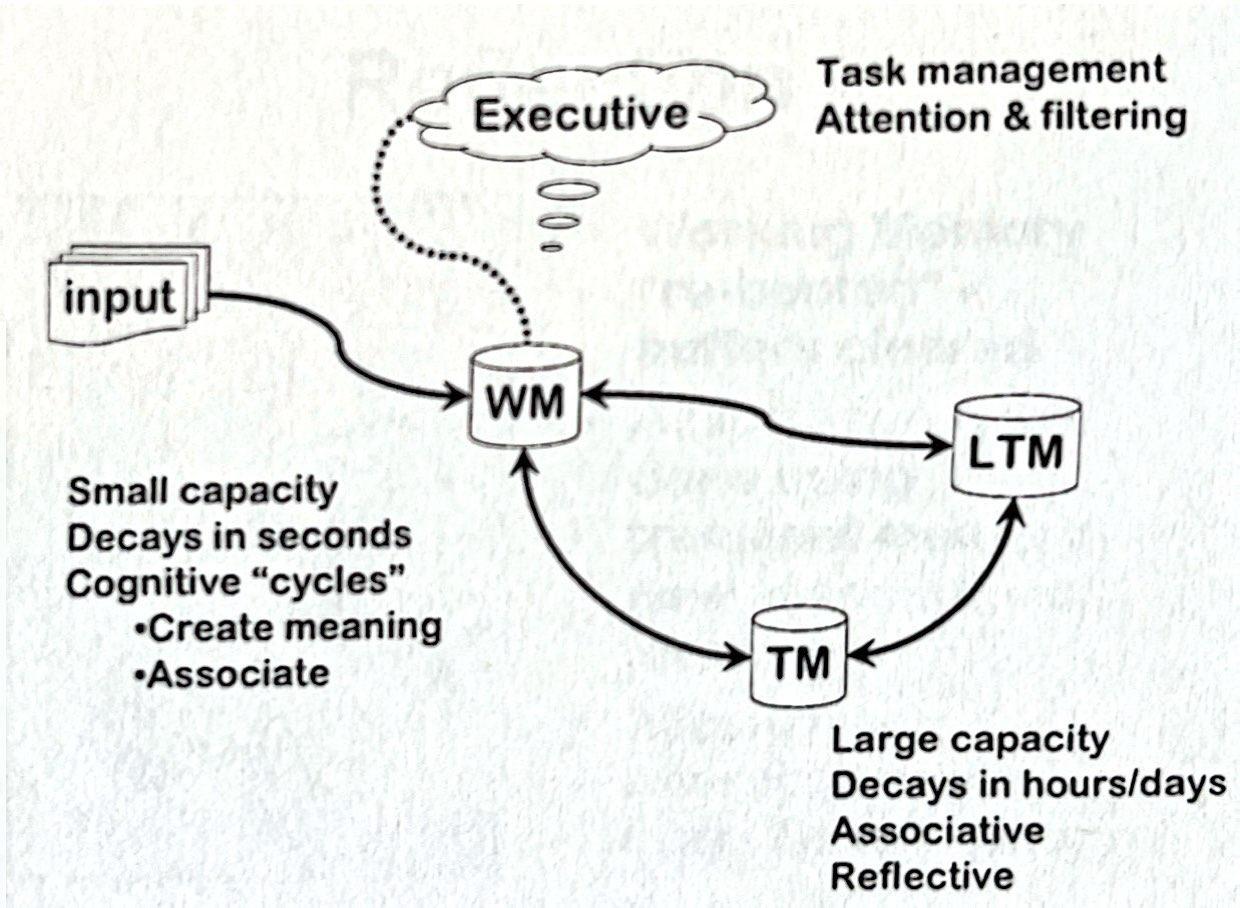 Executive
Task management
Attention & filtering
input
WM
LTM
Small capacity
Decays in seconds
Cognitive “cycles”
•Create meaning
•Associate
TM
Large capacity
Decays in hours/days
Associative
Reflective